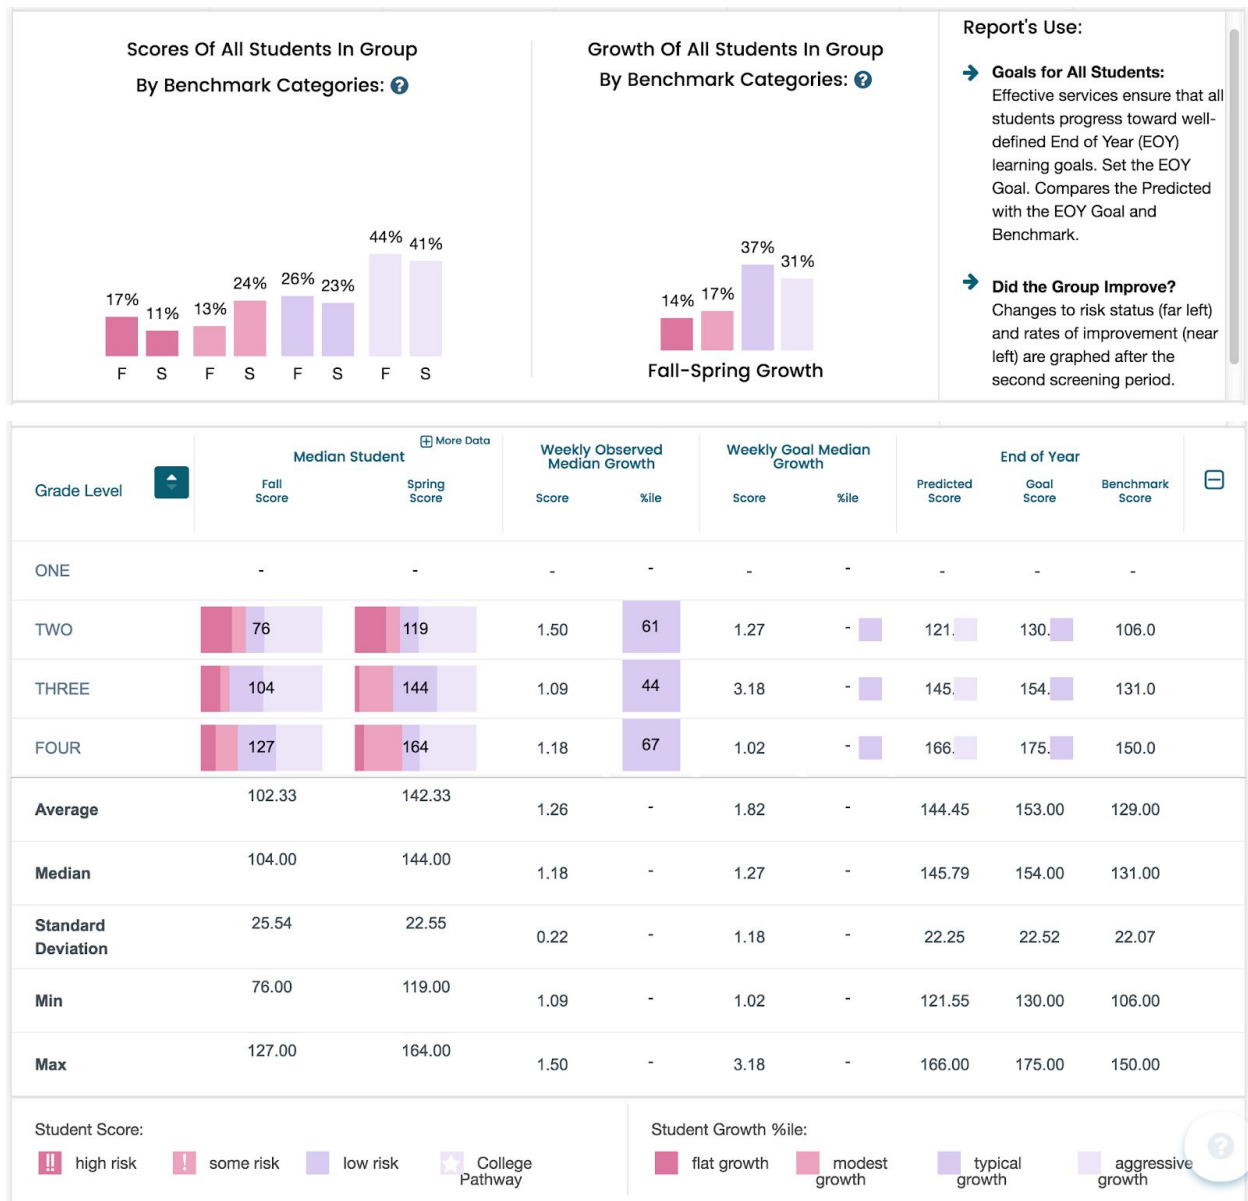 Scores Of All Students In Group
By Benchmark Categories: ?
17% 11% 13% 24% 26% 23% 44% 41%
F S F S F S F S
Growth Of All Students In Group
By Benchmark Categories: ?
14% 17% 37% 31%
Fall-Spring Growth
Report's Use:
Goals for All Students:
Effective services ensure that all
students progress toward well-
defined End of Year (EOY)
learning goals. Set the EOY
Goal. Compares the Predicted
with the EOY Goal and
Benchmark.
Did the Group Improve?
Changes to risk status (far left)
and rates of improvement (near
left) are graphed after the
second screening period.
Grade Level
More Data
Median Student
Fall
Score
Spring
Score
Weekly Observed
Median Growth
Score %ile
Weekly Goal Median
Growth
Score %ile
End of Year
Predicted
Score
Goal
Score
Benchmark
Score
ONE - - - - - - - - -
TWO 76 119 1.50 61 1.27 - 121. 130. 106.0
THREE 104 144 1.09 44 3.18 - 145. 154. 131.0
FOUR 127 164 1.18 67 1.02 - 166. 175. 150.0
Average 102.33 142.33 1.26 - 1.82 - 144.45 153.00 129.00
Median 104.00 144.00 1.18 - 1.27 - 145.79 154.00 131.00
Standard
Deviation 25.54 22.55 0.22 - 1.18 - 22.25 22.52 22.07
Min 76.00 119.00 1.09 - 1.02 - 121.55 130.00 106.00
Max 127.00 164.00 1.50 - 3.18 - 166.00 175.00 150.00
Student Score:
!! high risk ! some risk low risk College
Pathway
Student Growth %ile:
flat growth modest
growth
typical
growth
aggressive
growth
?